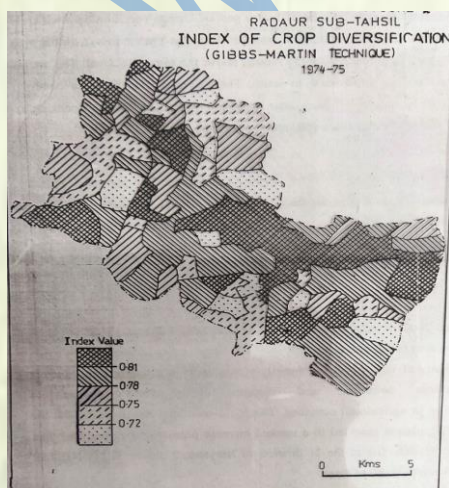 RADAUR SUB-TAHSIL
INDEX OF CROP DIVERSIFICATION
(GIBBS-MARTIN TECHNIQUE)
1974-75
Index Value
0·81
0·78
0·75
0·72
0 Kms 5